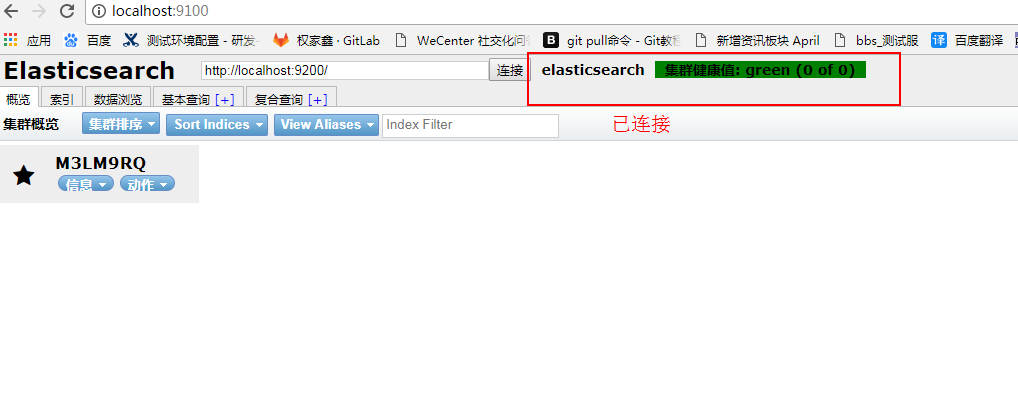 localhost:9100
应用 百度 测试环境配置 - 研发- 权家鑫 · GitLab WeCenter 社交化问答 git pull命令 - Git教程 新增资讯板块 April bbs_测试服 译 百度翻译
Elasticsearch http://localhost:9200/ 连接 elasticsearch 集群健康值: green (0 of 0)
概览 索引 数据浏览 基本查询 [+] 复合查询 [+]
集群概览 集群排序 Sort Indices View Aliases Index Filter 已连接
M3LM9RQ
信息 动作